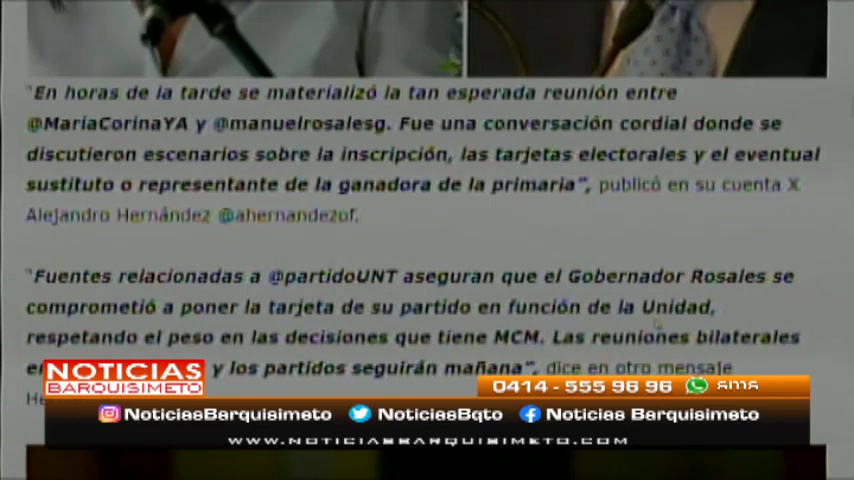 "En horas de la tarde se materializó la tan esperada reunión entre
@MaríaCorinaYA y @manuelrosalesg. Fue una conversación cordial donde se
discutieron escenarios sobre la inscripción, las tarjetas electorales y el eventual
sustituto o representante de la ganadora de la primaria", publicó en su cuenta X
Alejandro Hernández @ahernandezof.
"Fuentes relacionadas a @partidoUNT aseguran que el Gobernador Rosales se
comprometió a poner la tarjeta de su partido en función de la Unidad,
respetando el peso en las decisiones que tiene MCM. Las reuniones bilaterales
y los partidos seguirán mañana", dice en otro mensaje
NOTICIAS
BARQUISIMETO
0414 - 555 96 96
NoticiasBarquisimeto NoticiasBqto Noticias Barquisimeto
WWW.NOTICIASBARQUISIMETO.COM